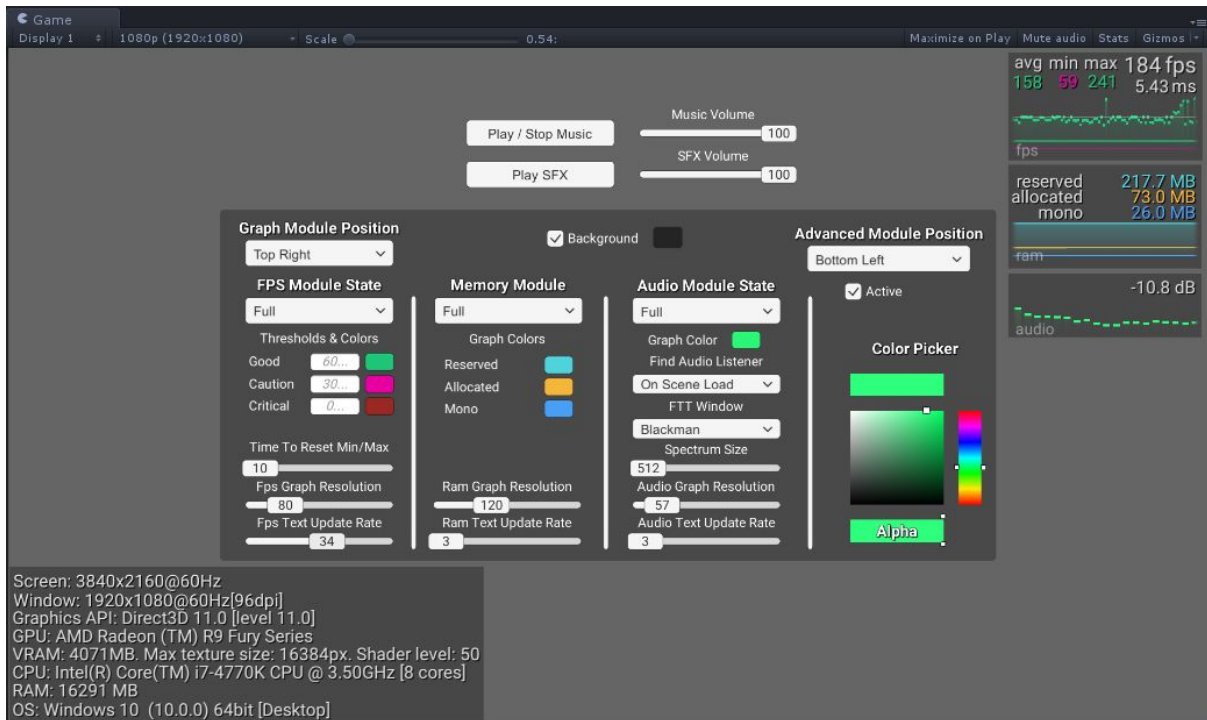 Game
Display 1 1080p (1920x1080) Scale 0.54: Maximize on Play Mute audio Stats Gizmos
avg min max 184 fps
158 59 241 5.43 ms
fps
reserved 217.7 MB
allocated 73.0 MB
mono 26.0 MB
ram
-10.8 dB
audio
Play / Stop Music
Music Volume
100
Play SFX
SFX Volume
100
Graph Module Position
Top Right
Background
Advanced Module Position
Bottom Left
FPS Module State
Full
Thresholds & Colors
Good 60...
Caution 30...
Critical 0...
Time To Reset Min/Max
10
Fps Graph Resolution
80
Fps Text Update Rate
34
Memory Module
Full
Graph Colors
Reserved
Allocated
Mono
Ram Graph Resolution
120
Ram Text Update Rate
3
Audio Module State
Full
Graph Color
Find Audio Listener
On Scene Load
FTT Window
Blackman
Spectrum Size
512
Audio Graph Resolution
57
Audio Text Update Rate
3
Active
Color Picker
Alpha
Screen: 3840x2160@60Hz
Window: 1920x1080@60Hz[96dpi]
Graphics API: Direct3D 11.0 [level 11.0]
GPU: AMD Radeon (TM) R9 Fury Series
VRAM: 4071MB. Max texture size: 16384px. Shader level: 50
CPU: Intel(R) Core(TM) i7-4770K CPU @ 3.50GHz [8 cores]
RAM: 16291 MB
OS: Windows 10 (10.0.0) 64bit [Desktop]